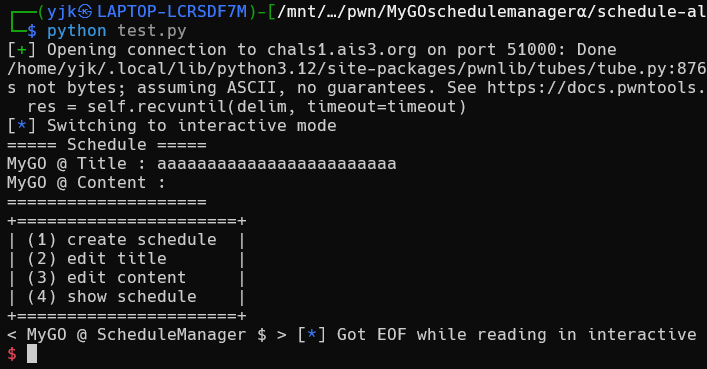 ┌──(yjk㉿LAPTOP-LCRSDF7M)-[/mnt/…/pwn/MyGOschedulemanagerα/schedule-al
└─$ python test.py
[+] Opening connection to chals1.ais3.org on port 51000: Done
/home/yjk/.local/lib/python3.12/site-packages/pwnlib/tubes/tube.py:876
s not bytes; assuming ASCII, no guarantees. See https://docs.pwntools.
  res = self.recvuntil(delim, timeout=timeout)
[*] Switching to interactive mode
===== Schedule =====
MyGO @ Title : aaaaaaaaaaaaaaaaaaaaaaaa
MyGO @ Content :
====================
+======================+
| (1) create schedule  |
| (2) edit title       |
| (3) edit content     |
| (4) show schedule    |
+======================+
< MyGO @ ScheduleManager $ > [*] Got EOF while reading in interactive
$